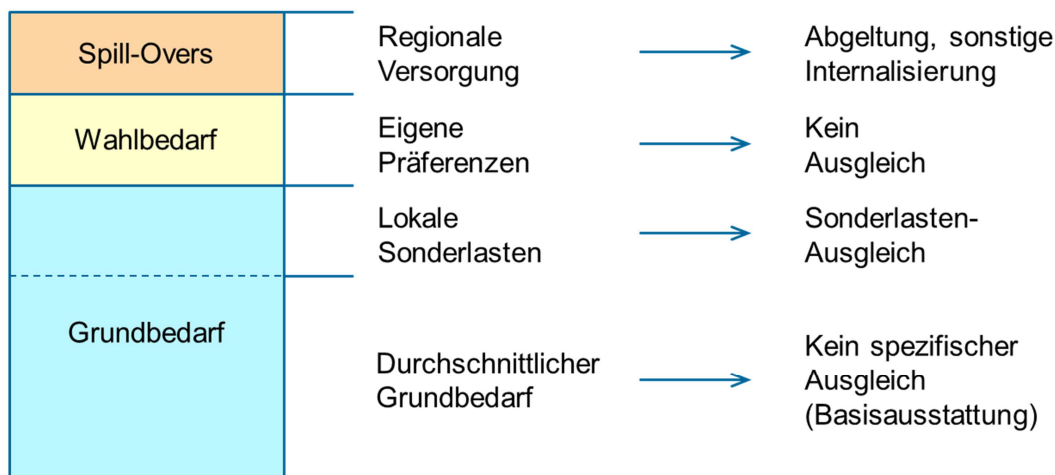 Spill-Overs
Regionale
Versorgung
Abgeltung, sonstige
Internalisierung
Wahlbedarf
Eigene
Präferenzen
Kein
Ausgleich
Lokale
Sonderlasten
Sonderlasten-
Ausgleich
Grundbedarf
Durchschnittlicher
Grundbedarf
Kein spezifischer
Ausgleich
(Basisausstattung)